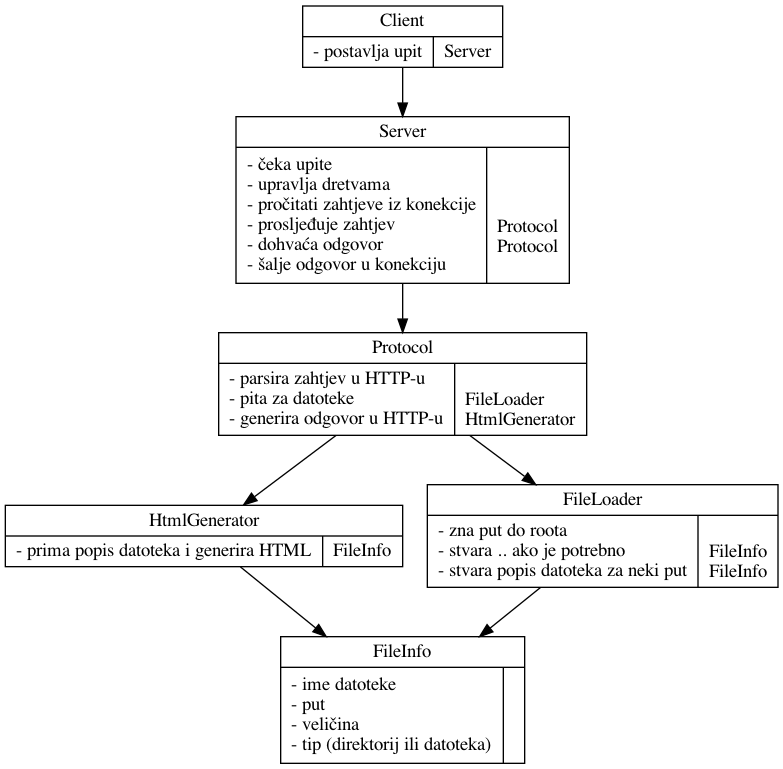 Client
- postavlja upit
Server
Server
- čeka upite
- upravlja dretvama
- pročitati zahtjeve iz konekcije
- prosljeđuje zahtjev
- dohvaća odgovor
- šalje odgovor u konekciju
Protocol
Protocol
Protocol
- parsira zahtjev u HTTP-u
- pita za datoteke
- generira odgovor u HTTP-u
FileLoader
HtmlGenerator
HtmlGenerator
- prima popis datoteka i generira HTML
FileInfo
FileLoader
- zna put do roota
- stvara .. ako je potrebno
- stvara popis datoteka za neki put
FileInfo
FileInfo
FileInfo
- ime datoteke
- put
- veličina
- tip (direktorij ili datoteka)